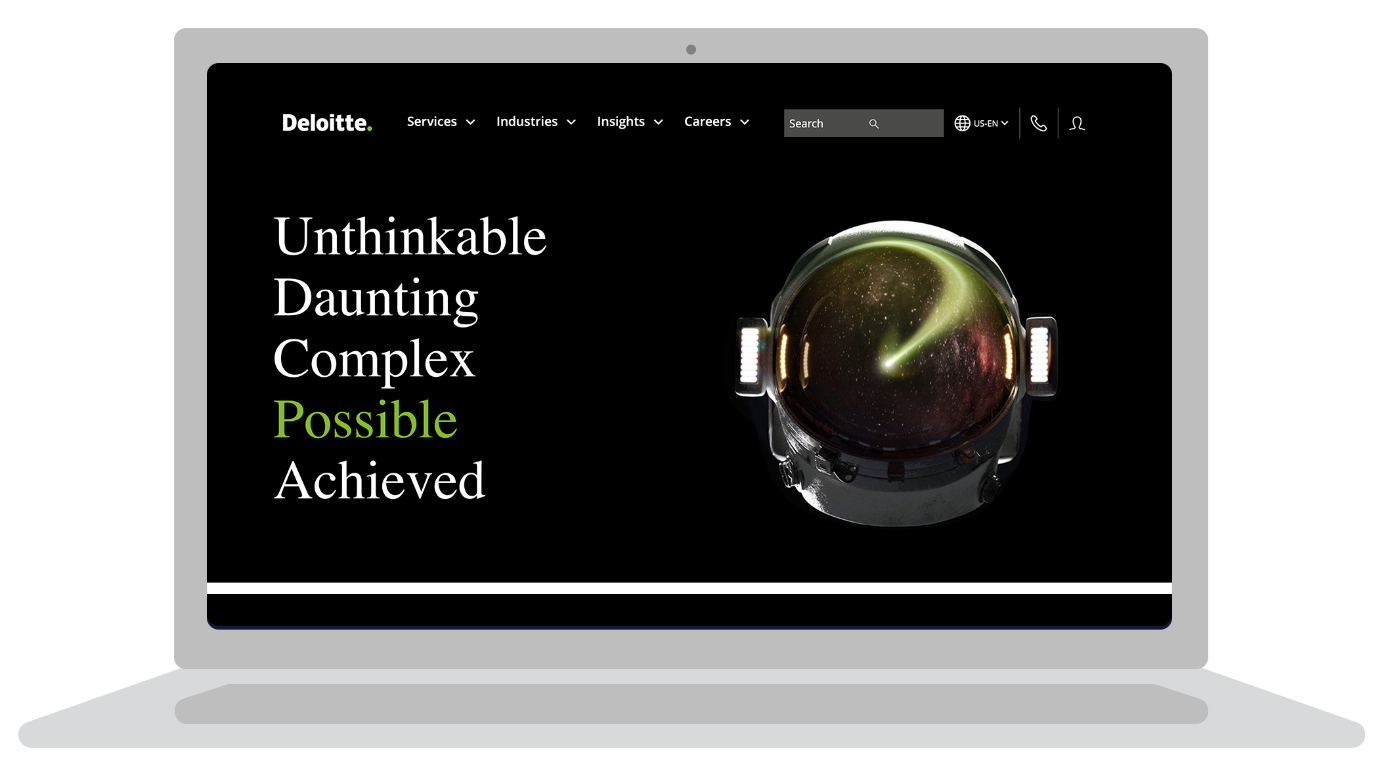 Deloitte.
Services
Industries
Insights
Careers
Search
US-EN
Unthinkable
Daunting
Complex
Possible
Achieved